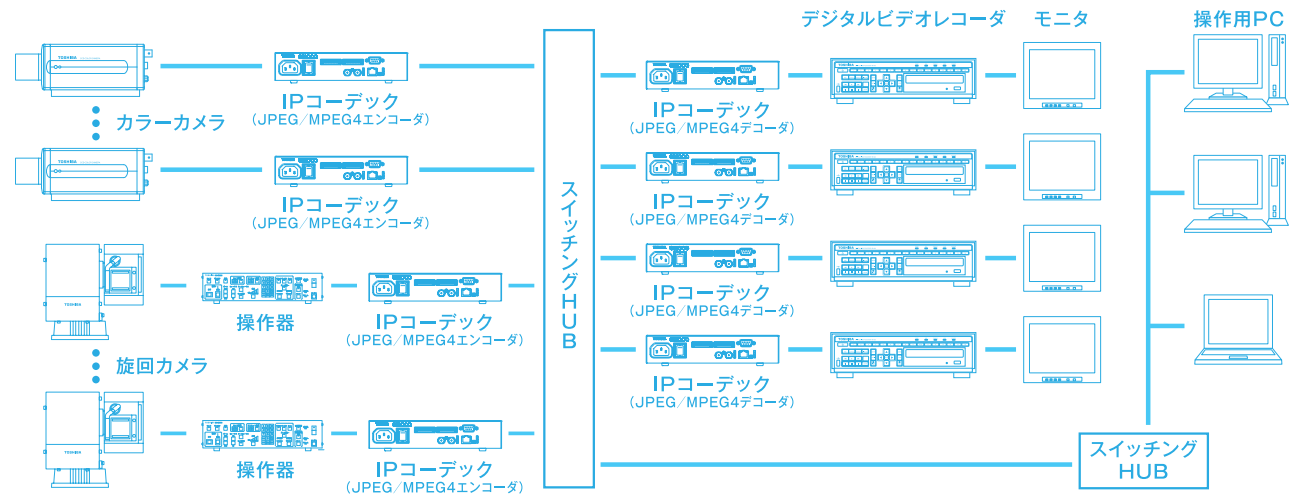 デジタルビデオレコーダ
モニタ
操作用PC
TOSHIBA
IPコーデック
(JPEG/MPEG4エンコーダ)
IPコーデック
(JPEG/MPEG4デコーダ)
カラーカメラ
TOSHIBA
IPコーデック
(JPEG/MPEG4エンコーダ)
IPコーデック
(JPEG/MPEG4デコーダ)
スイッチングHUB
TOSHIBA
操作器
IPコーデック
(JPEG/MPEG4エンコーダ)
IPコーデック
(JPEG/MPEG4デコーダ)
旋回カメラ
IPコーデック
(JPEG/MPEG4デコーダ)
TOSHIBA
操作器
IPコーデック
(JPEG/MPEG4エンコーダ)
スイッチング
HUB